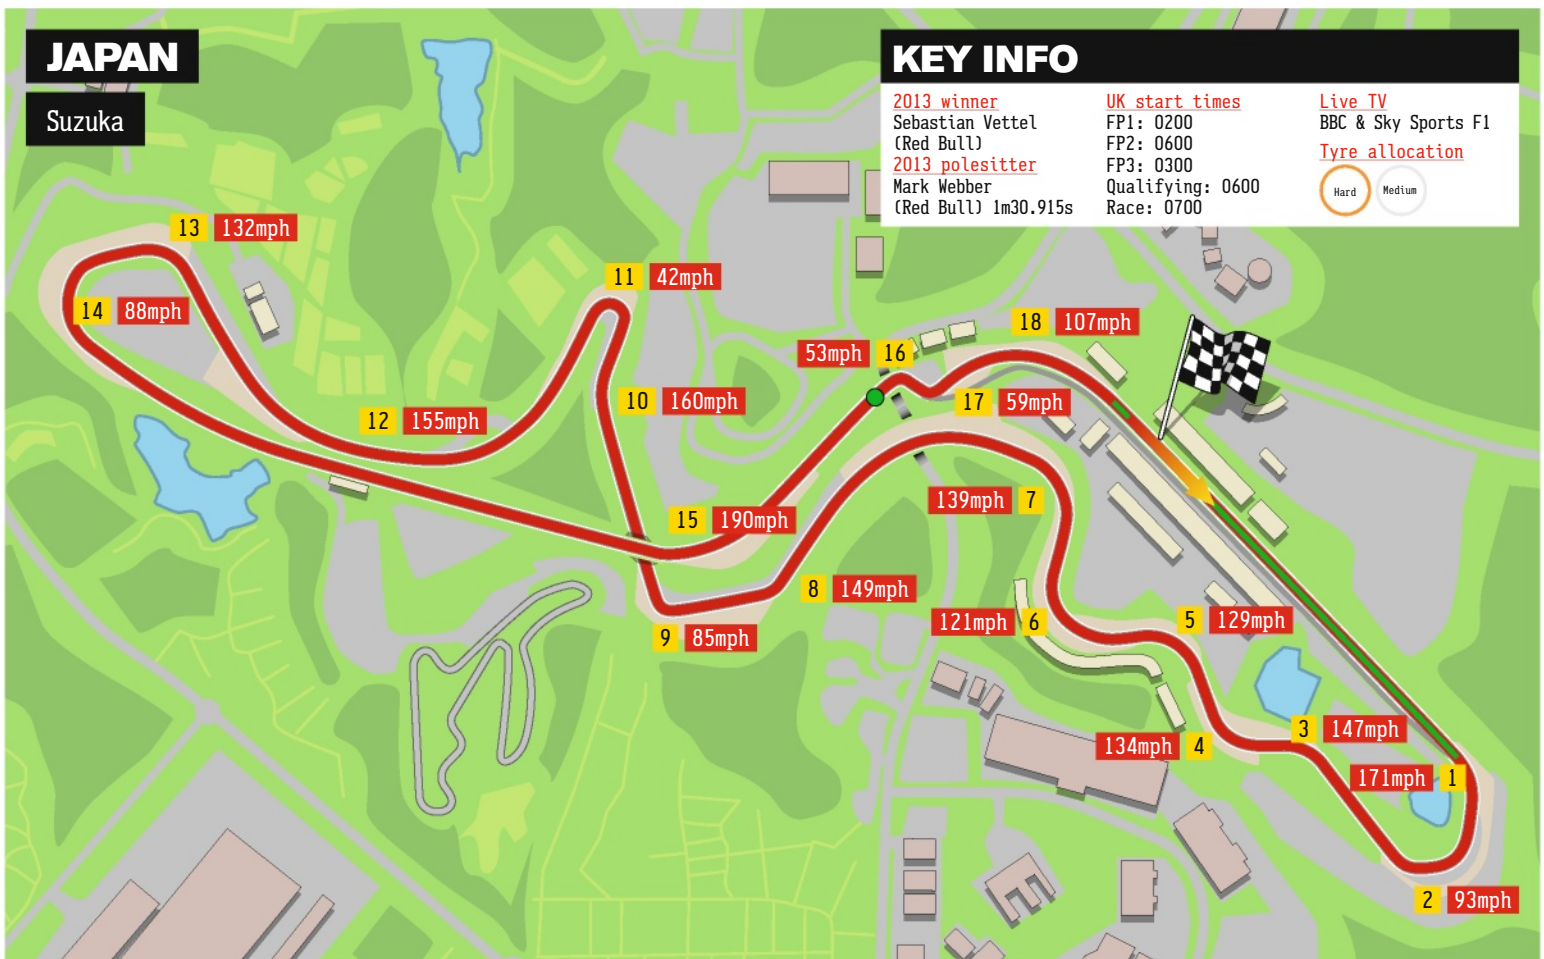 JAPAN
Suzuka
KEY INFO
2013 winner
Sebastian Vettel
(Red Bull)
2013 polesitter
Mark Webber
(Red Bull) 1m30.915s
UK start times
FP1: 0200
FP2: 0600
FP3: 0300
Qualifying: 0600
Race: 0700
Live TV
BBC & Sky Sports F1
Tyre allocation
Hard
Medium
13 132mph
11 42mph
14 88mph
18 107mph
53mph 16
10 160mph
17 59mph
12 155mph
139mph 7
15 190mph
8 149mph
121mph 6
5 129mph
9 85mph
3 147mph
134mph 4
171mph 1
2 93mph